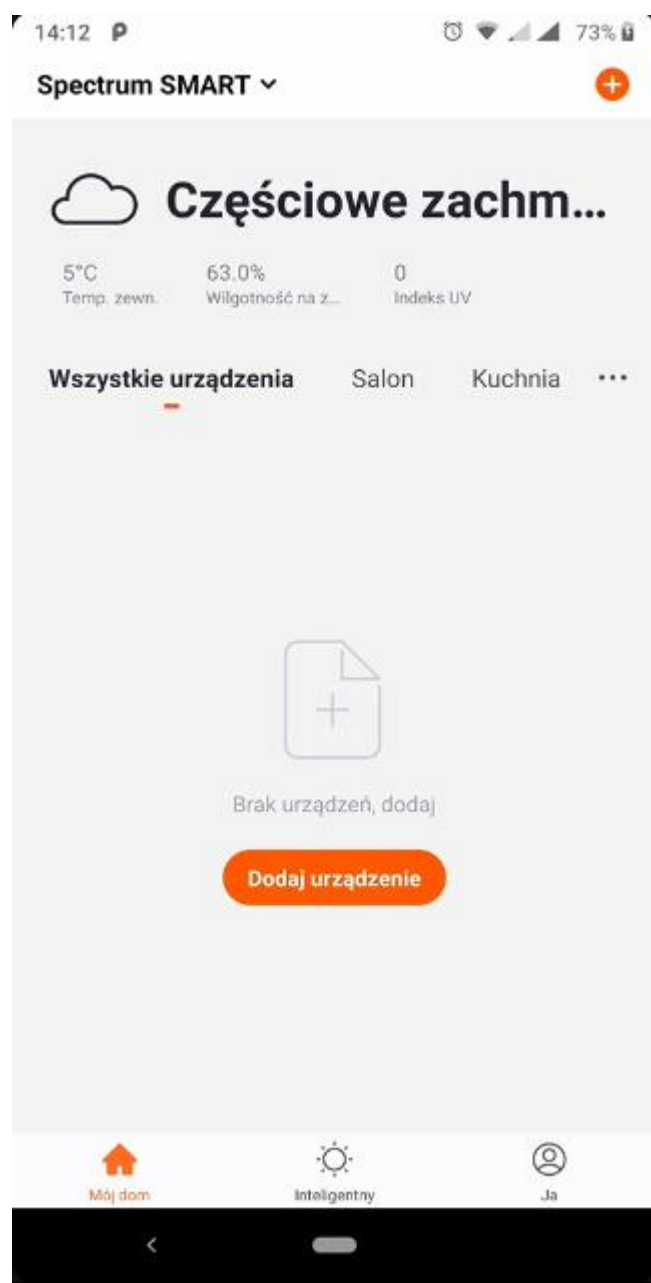 14:12 P 73%
Spectrum SMART
Częściowe zachm...
5°C 63.0% 0
Temp. zewn. Wilgotność na z... Indeks UV
Wszystkie urządzenia Salon Kuchnia
Brak urządzeń, dodaj
Dodaj urządzenie
Mój dom Inteligentny Ja